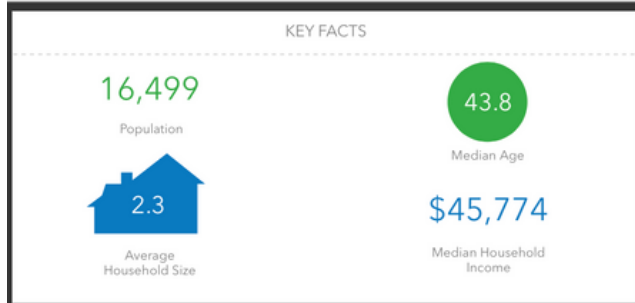 KEY FACTS
16,499
Population
43.8
Median Age
2.3
Average
Household Size
$45,774
Median Household
Income